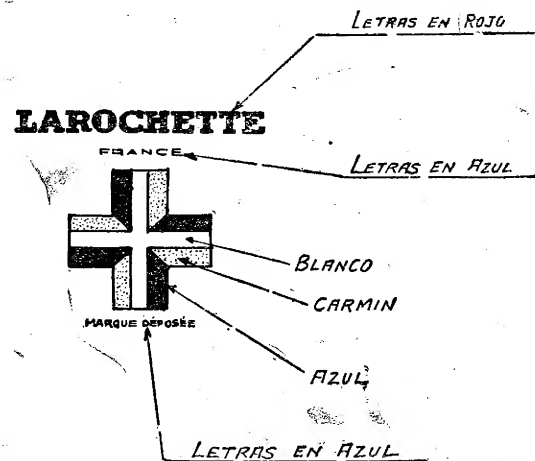 LETRAS EN ROJO
LAROCHETTE
FRANCE
LETRAS EN AZUL
BLANCO
CARMIN
MARQUE DÉPOSÉE
AZUL
LETRAS EN AZUL